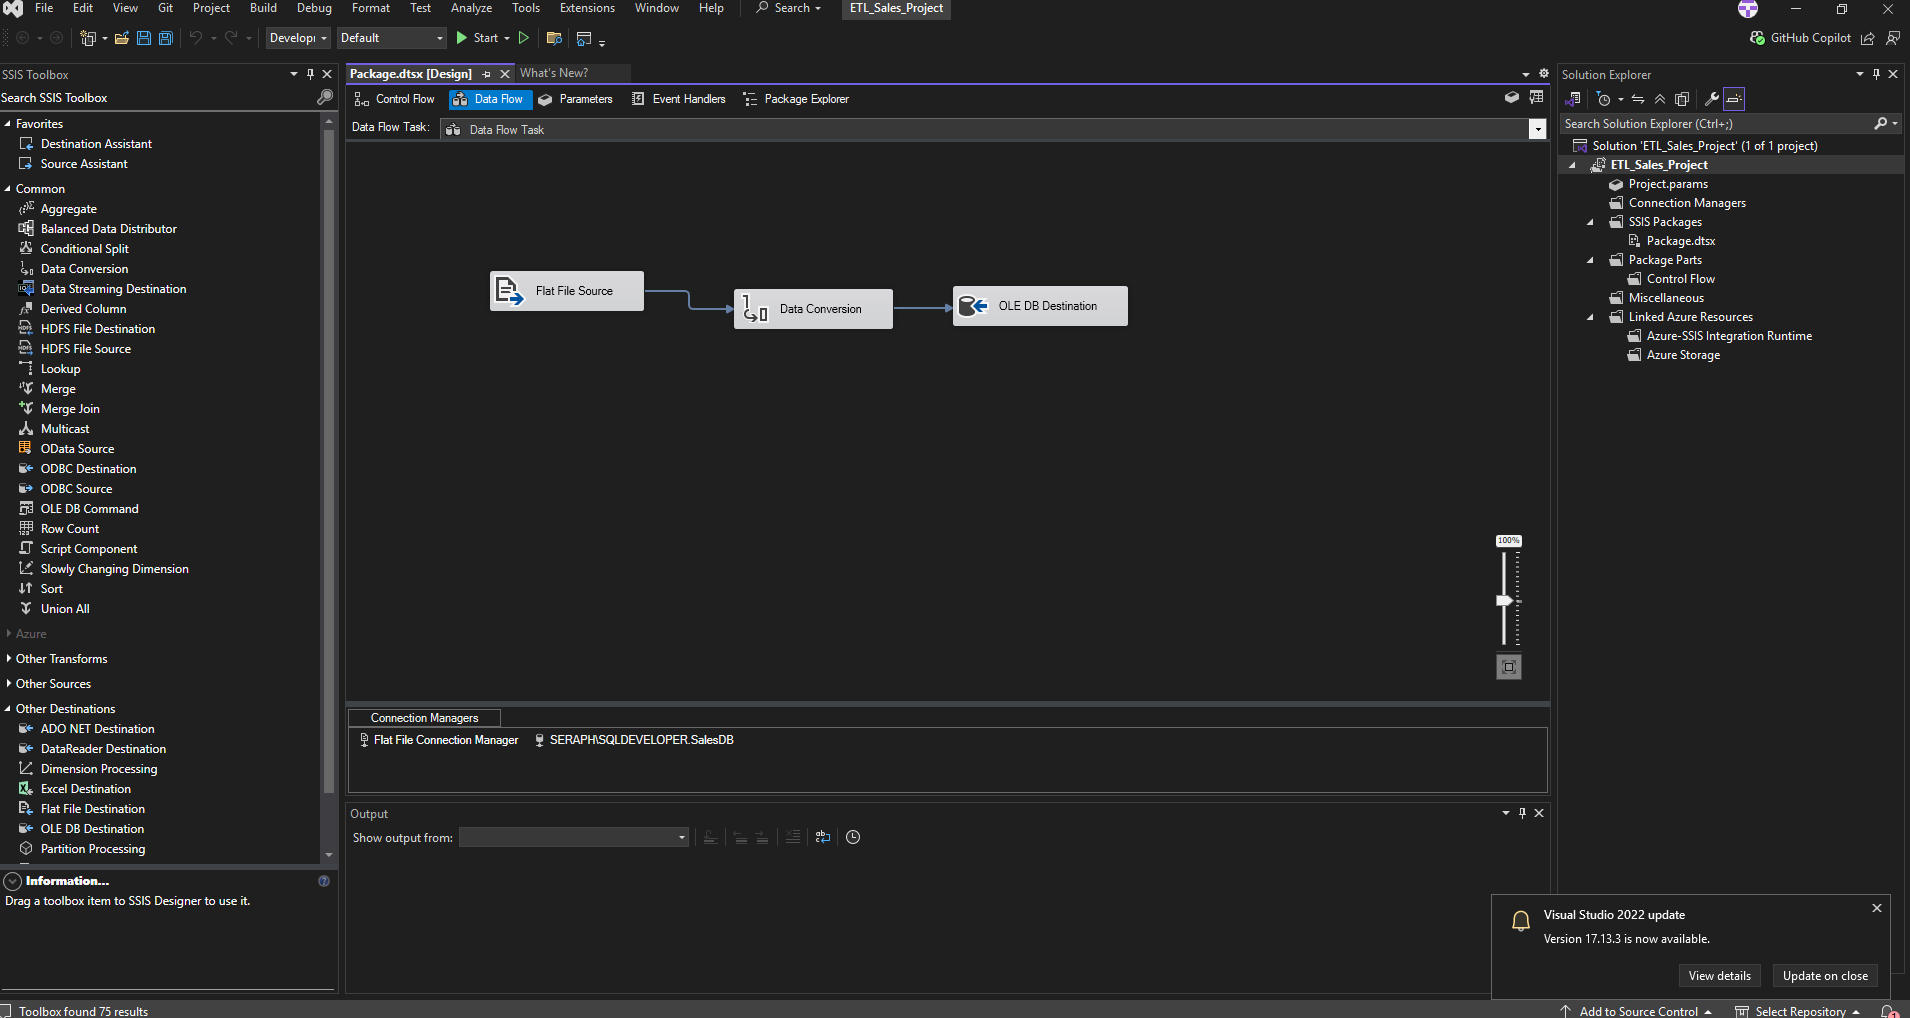 File Edit View Git Project Build Debug Format Test Analyze Tools Extensions Window Help Search ETL_Sales_Project
Develop Default Start GitHub Copilot
SSIS Toolbox
Search SSIS Toolbox
Favorites
Destination Assistant
Source Assistant
Common
Aggregate
Balanced Data Distributor
Conditional Split
Data Conversion
Data Streaming Destination
Derived Column
HDFS File Destination
HDFS File Source
Lookup
Merge
Merge Join
Multicast
OData Source
ODBC Destination
ODBC Source
OLE DB Command
Row Count
Script Component
Slowly Changing Dimension
Sort
Union All
Azure
Other Transforms
Other Sources
Other Destinations
ADO NET Destination
DataReader Destination
Dimension Processing
Excel Destination
Flat File Destination
OLE DB Destination
Partition Processing
Information...
Drag a toolbox item to SSIS Designer to use it.
Package.dtsx [Design] What's New?
Control Flow Data Flow Parameters Event Handlers Package Explorer
Data Flow Task: Data Flow Task
Flat File Source
Data Conversion
OLE DB Destination
100%
Connection Managers
Flat File Connection Manager SERAPH\SQLDEVELOPER.SalesDB
Output
Show output from:
Solution Explorer
Search Solution Explorer (Ctrl+;)
Solution 'ETL_Sales_Project' (1 of 1 project)
ETL_Sales_Project
Project.params
Connection Managers
SSIS Packages
Package.dtsx
Package Parts
Control Flow
Miscellaneous
Linked Azure Resources
Azure-SSIS Integration Runtime
Azure Storage
Visual Studio 2022 update
Version 17.13.3 is now available.
View details Update on close
Toolbox found 75 results Add to Source Control Select Repository 1